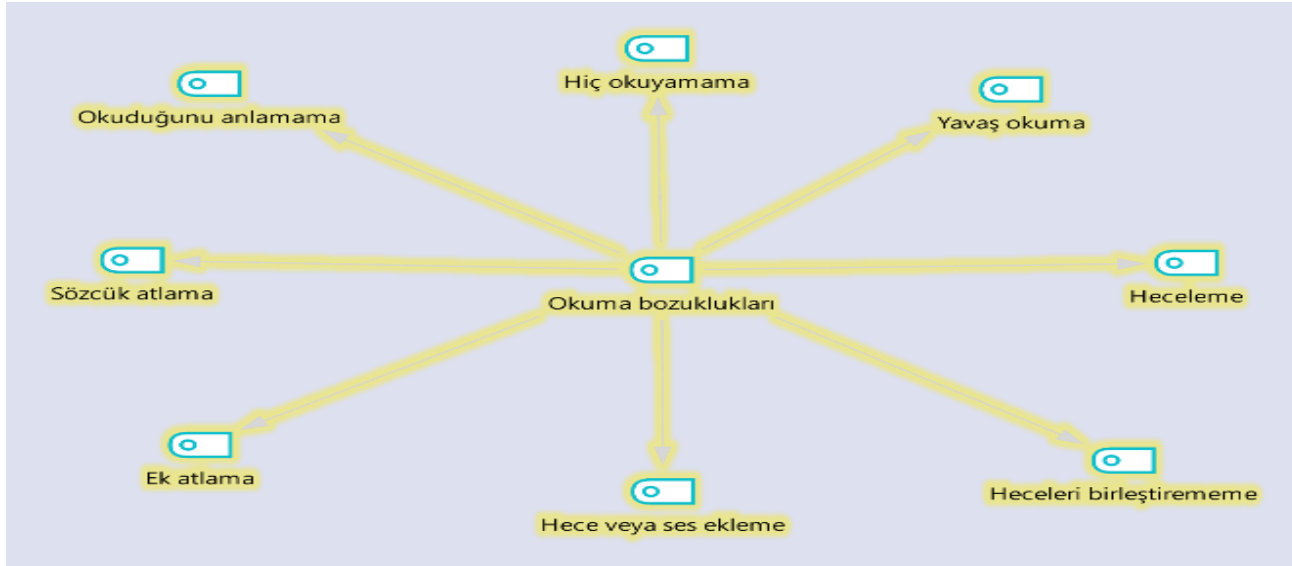 Hiç okuyamama
Okuduğunu anlamama
Yavaş okuma
Sözcük atlama
Okuma bozuklukları
Heceleme
Ek atlama
Heceleri birleştirememe
Hece veya ses ekleme